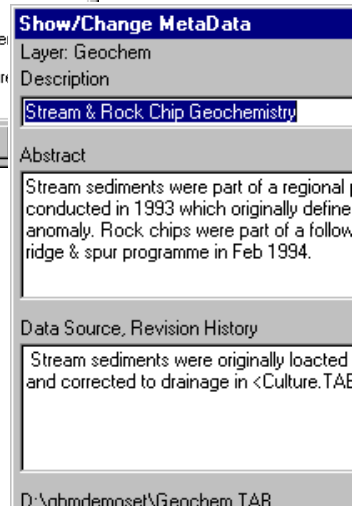 Show/Change MetaData
Layer: Geochem
Description
Stream & Rock Chip Geochemistry
Abstract
Stream sediments were part of a regional
conducted in 1993 which originally define
anomaly. Rock chips were part of a follow
ridge & spur programme in Feb 1994.
Data Source, Revision History
Stream sediments were originally loacted
and corrected to drainage in <Culture.TAB
D:\gbmdemoset\Geochem.TAB